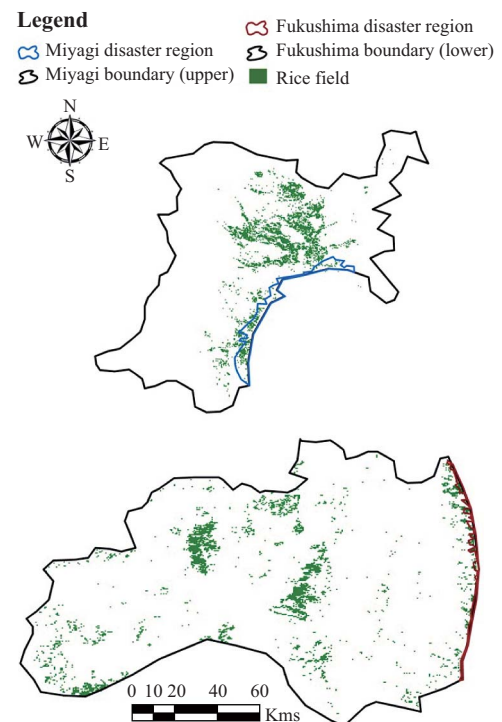 Legend
Miyagi disaster region
Miyagi boundary (upper)
Fukushima disaster region
Fukushima boundary (lower)
Rice field
N
W E
S
0 10 20 40 60
Kms